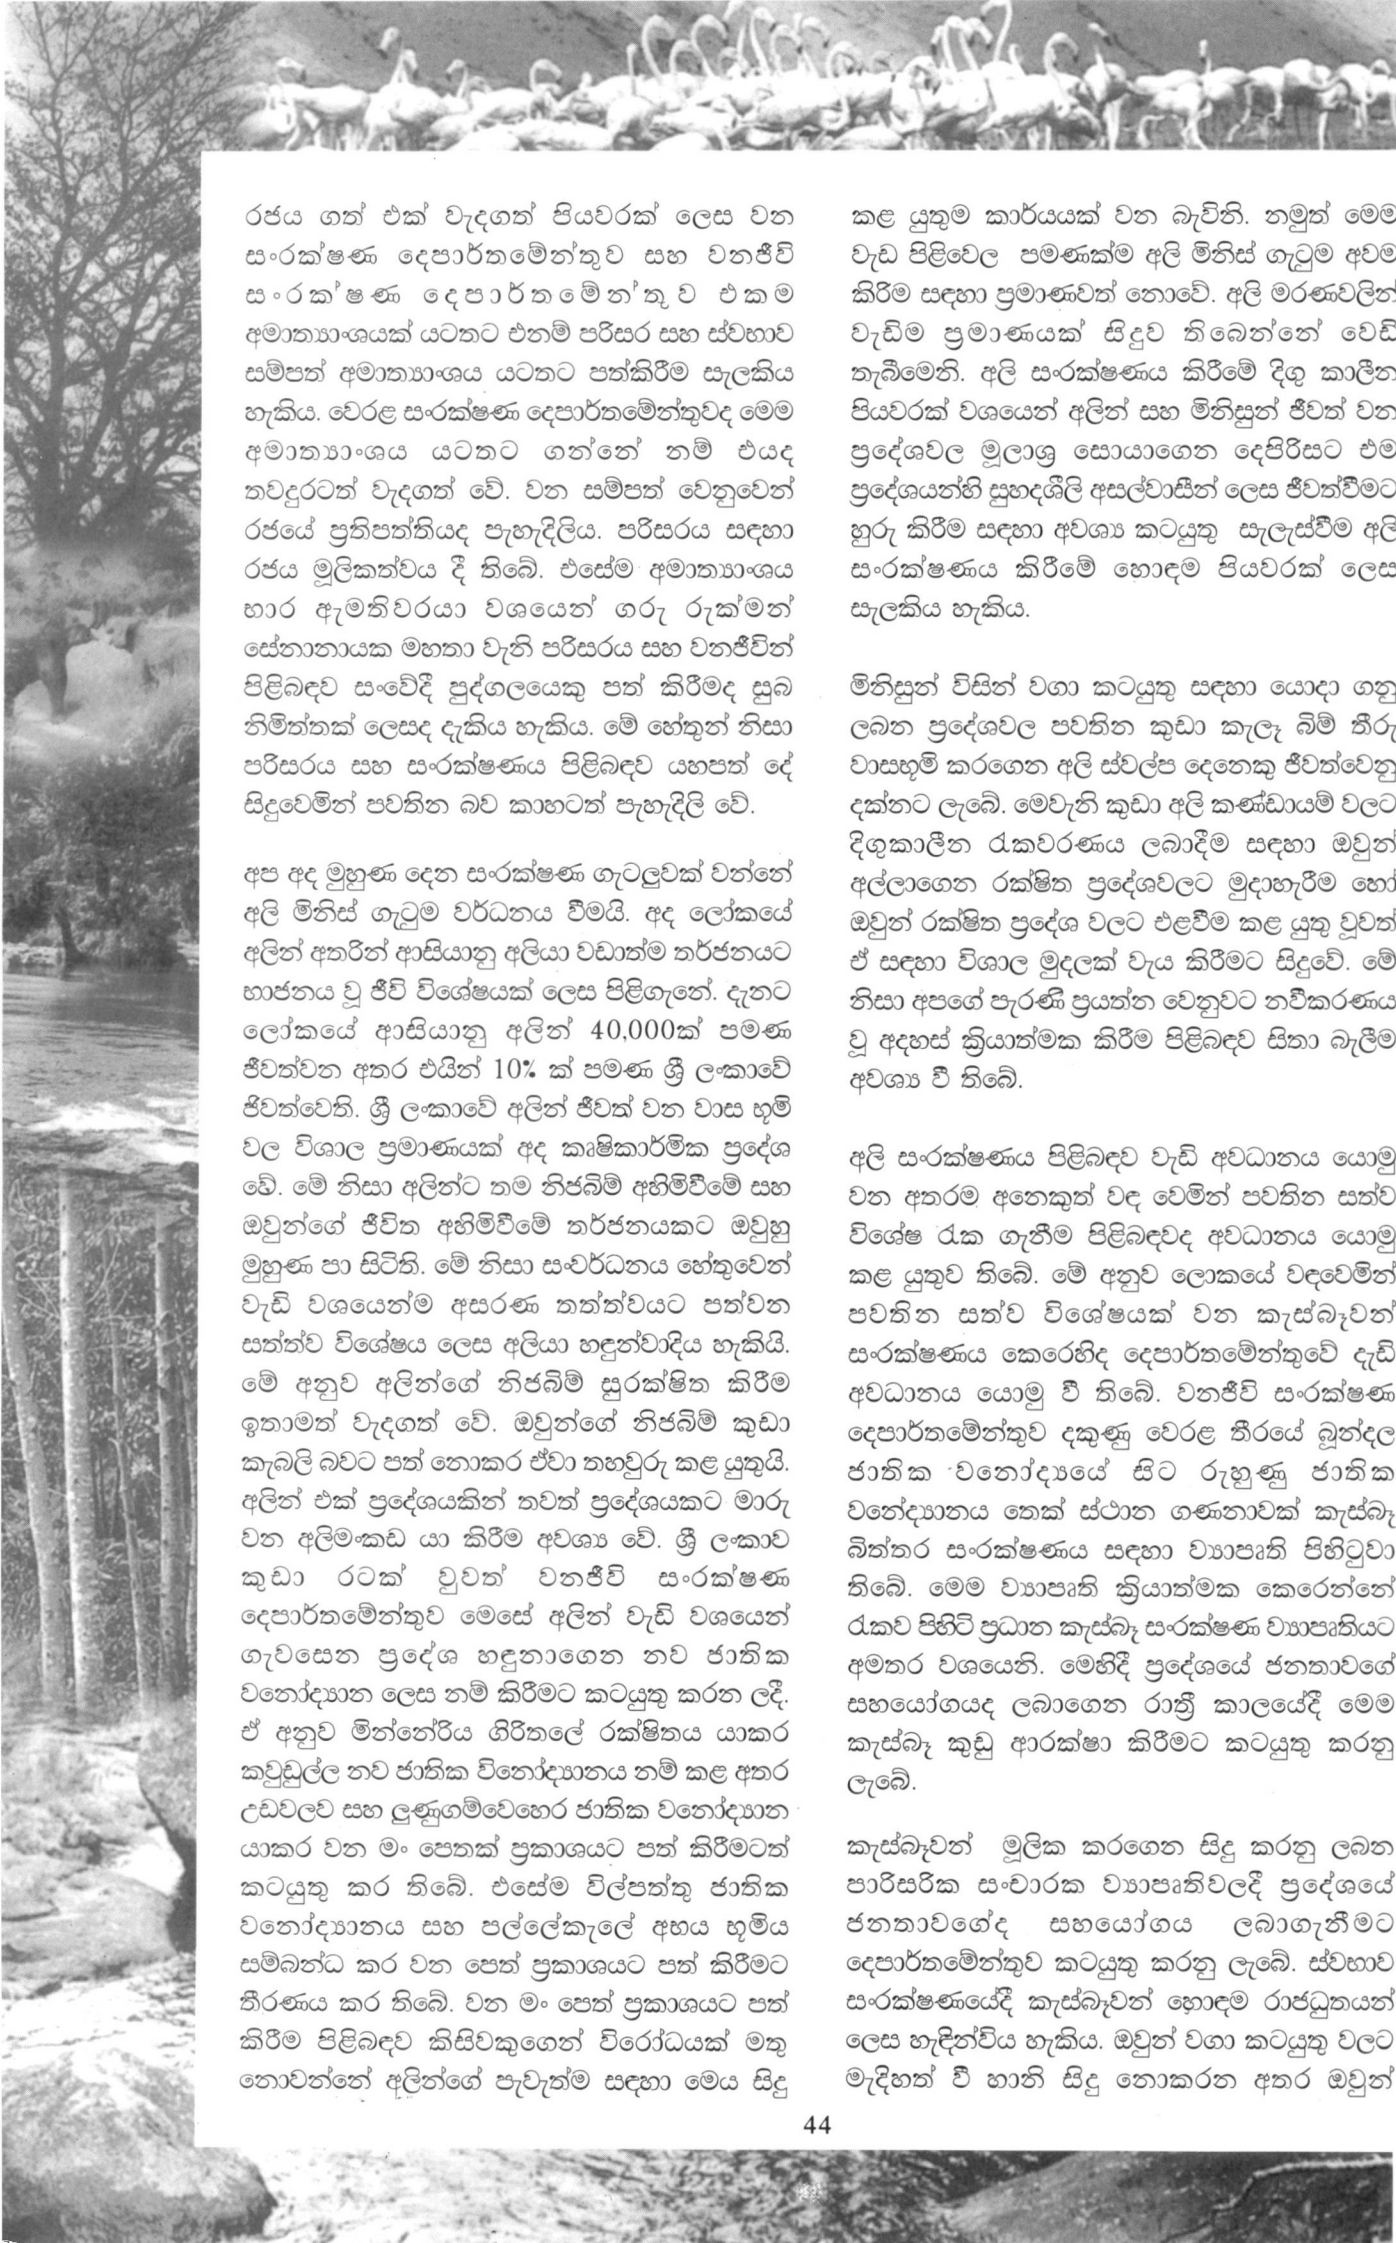 රජය ගත් එක් වැදගත් පියවරක් ලෙස වන
සංරක්ෂණ දෙපාර්තමේන්තුව සහ වනජීවි
සංරක්ෂණ දෙපාර්තමේන්තුව එකම
අමාත්‍යාංශයක් යටතට එනම් පරිසර සහ ස්වභාව
සම්පත් අමාත්‍යාංශය යටතට පත්කිරීම සැලකිය
හැකිය. වෙරළ සංරක්ෂණ දෙපාර්තමේන්තුවද මෙම
අමාත්‍යාංශය යටතට ගන්නේ නම් එයද
තවදුරටත් වැදගත් වේ. වන සම්පත් වෙනුවෙන්
රජයේ ප්‍රතිපත්තියද පැහැදිලිය. පරිසරය සඳහා
රජය මූලිකත්වය දී තිබේ. එසේම අමාත්‍යාංශය
භාර ඇමතිවරයා වශයෙන් ගරු රුක්මන්
සේනානායක මහතා වැනි පරිසරය සහ වනජීවින්
පිළිබඳව සංවේදී පුද්ගලයෙකු පත් කිරීමද සුබ
නිමිත්තක් ලෙසද දැකිය හැකිය. මේ හේතුන් නිසා
පරිසරය සහ සංරක්ෂණය පිළිබඳව යහපත් දේ
සිදුවෙමින් පවතින බව කාහටත් පැහැදිලි වේ.

අප අද මුහුණ දෙන සංරක්ෂණ ගැටලුවක් වන්නේ
අලි මිනිස් ගැටුම වර්ධනය වීමයි. අද ලෝකයේ
අලින් අතරින් ආසියානු අලියා වඩාත්ම තර්ජනයට
භාජනය වූ ජීවි විශේෂයක් ලෙස පිළිගැනේ. දැනට
ලෝකයේ ආසියානු අලින් 40,000ක් පමණ
ජීවත්වන අතර එයින් 10% ක් පමණ ශ්‍රී ලංකාවේ
ජිවත්වෙති. ශ්‍රී ලංකාවේ අලින් ජීවත් වන වාස භූමි
වල විශාල ප්‍රමාණයක් අද කෘෂිකාර්මික ප්‍රදේශ
වේ. මේ නිසා අලින්ට තම නිජබිම් අහිමිවීමේ සහ
ඔවුන්ගේ ජීවිත අහිමිවීමේ තර්ජනයකට ඔවුහු
මුහුණ පා සිටිති. මේ නිසා සංවර්ධනය හේතුවෙන්
වැඩි වශයෙන්ම අසරණ තත්ත්වයට පත්වන
සත්ත්ව විශේෂය ලෙස අලියා හඳුන්වාදිය හැකියි.
මේ අනුව අලින්ගේ නිජබිම් සුරක්ෂිත කිරීම
ඉතාමත් වැදගත් වේ. ඔවුන්ගේ නිජබිම් කුඩා
කැබලි බවට පත් නොකර ඒවා තහවුරු කළ යුතුයි.
අලින් එක් ප්‍රදේශයකින් තවත් ප්‍රදේශයකට මාරු
වන අලිමංකඩ යා කිරීම අවශ්‍ය වේ. ශ්‍රී ලංකාව
කුඩා රටක් වුවත් වනජීවි සංරක්ෂණ
දෙපාර්තමේන්තුව මෙසේ අලින් වැඩි වශයෙන්
ගැවසෙන ප්‍රදේශ හඳුනාගෙන නව ජාතික
වනෝද්‍යාන ලෙස නම් කිරීමට කටයුතු කරන ලදී.
ඒ අනුව මින්නේරිය ගිරිතලේ රක්ෂිතය යාකර
කවුඩුල්ල නව ජාතික විනෝද්‍යානය නම් කළ අතර
උඩවලව සහ ලුණුගම්වෙහෙර ජාතික වනෝද්‍යාන
යාකර වන මං පෙතක් ප්‍රකාශයට පත් කිරීමටත්
කටයුතු කර තිබේ. එසේම විල්පත්තු ජාතික
වනෝද්‍යානය සහ පල්ලේකැලේ අභය භූමිය
සම්බන්ධ කර වන පෙත් ප්‍රකාශයට පත් කිරීමට
තීරණය කර තිබේ. වන මං පෙත් ප්‍රකාශයට පත්
කිරීම පිළිබඳව කිසිවකුගෙන් විරෝධයක් මතු
නොවන්නේ අලින්ගේ පැවැත්ම සඳහා මෙය සිදු

කළ යුතුම කාර්යයක් වන බැවිනි. නමුත් මෙම
වැඩ පිළිවෙල පමණක්ම අලි මිනිස් ගැටුම අවම
කිරිම සඳහා ප්‍රමාණවත් නොවේ. අලි මරණවලින්
වැඩිම ප්‍රමාණයක් සිදුව තිබෙන්නේ වෙඩි
තැබීමෙනි. අලි සංරක්ෂණය කිරීමේ දිගු කාලීන
පියවරක් වශයෙන් අලින් සහ මිනිසුන් ජීවත් වන
ප්‍රදේශවල මූලාශ්‍ර සොයාගෙන දෙපිරිසට එම
ප්‍රදේශයන්හි සුහදශීලි අසල්වාසීන් ලෙස ජීවත්වීමට
හුරු කිරීම සඳහා අවශ්‍ය කටයුතු සැලැස්වීම අලි
සංරක්ෂණය කිරීමේ හොඳම පියවරක් ලෙස
සැලකිය හැකිය.

මිනිසුන් විසින් වගා කටයුතු සඳහා යොදා ගනු
ලබන ප්‍රදේශවල පවතින කුඩා කැලෑ බිම් තීරු
වාසභූමි කරගෙන අලි ස්වල්ප දෙනෙකු ජීවත්වෙනු
දක්නට ලැබේ. මෙවැනි කුඩා අලි කණ්ඩායම් වලට
දිගුකාලීන රැකවරණය ලබාදීම සඳහා ඔවුන්
අල්ලාගෙන රක්ෂිත ප්‍රදේශවලට මුදාහැරීම හෝ
ඔවුන් රක්ෂිත ප්‍රදේශ වලට එළවීම කළ යුතු වූවත්
ඒ සඳහා විශාල මුදලක් වැය කිරීමට සිදුවේ. මේ
නිසා අපගේ පැරණි ප්‍රයත්න වෙනුවට නවීකරණය
වූ අදහස් ක්‍රියාත්මක කිරීම පිළිබඳව සිතා බැලීම
අවශ්‍ය වී තිබේ.

අලි සංරක්ෂණය පිළිබඳව වැඩි අවධානය යොමු
වන අතරම අනෙකුත් වඳ වෙමින් පවතින සත්ව
විශේෂ රැක ගැනීම පිළිබඳවද අවධානය යොමු
කළ යුතුව තිබේ. මේ අනුව ලොකයේ වඳවෙමින්
පවතින සත්ව විශේෂයක් වන කැස්බෑවන්
සංරක්ෂණය කෙරෙහිද දෙපාර්තමේන්තුවේ දැඩි
අවධානය යොමු වී තිබේ. වනජීවි සංරක්ෂණ
දෙපාර්තමේන්තුව දකුණු වෙරළ තීරයේ බූන්දල
ජාතික වනෝද්‍යයේ සිට රුහුණු ජාතික
වනේද්‍යානය තෙක් ස්ථාන ගණනාවක් කැස්බෑ
බිත්තර සංරක්ෂණය සඳහා ව්‍යාපෘති පිහිටුවා
තිබේ. මෙම ව්‍යාපෘති ක්‍රියාත්මක කෙරෙන්නේ
රැකව පිහිටි ප්‍රධාන කැස්බෑ සංරක්ෂණ ව්‍යාපෘතියට
අමතර වශයෙනි. මෙහිදී ප්‍රදේශයේ ජනතාවගේ
සහයෝගයද ලබාගෙන රාත්‍රී කාලයේදී මෙම
කැස්බෑ කුඩු ආරක්ෂා කිරීමට කටයුතු කරනු
ලැබේ.

කැස්බෑවන් මූලික කරගෙන සිදු කරනු ලබන
පාරිසරික සංචාරක ව්‍යාපෘතිවලදී ප්‍රදේශයේ
ජනතාවගේද සහයෝගය ලබාගැනීමට
දෙපාර්තමේන්තුව කටයුතු කරනු ලැබේ. ස්වභාව
සංරක්ෂණයේදී කැස්බෑවන් හොඳම රාජධූතයන්
ලෙස හැඳින්විය හැකිය. ඔවුන් වගා කටයුතු වලට
මැදිහත් වී හානි සිදු නොකරන අතර ඔවුන්

44